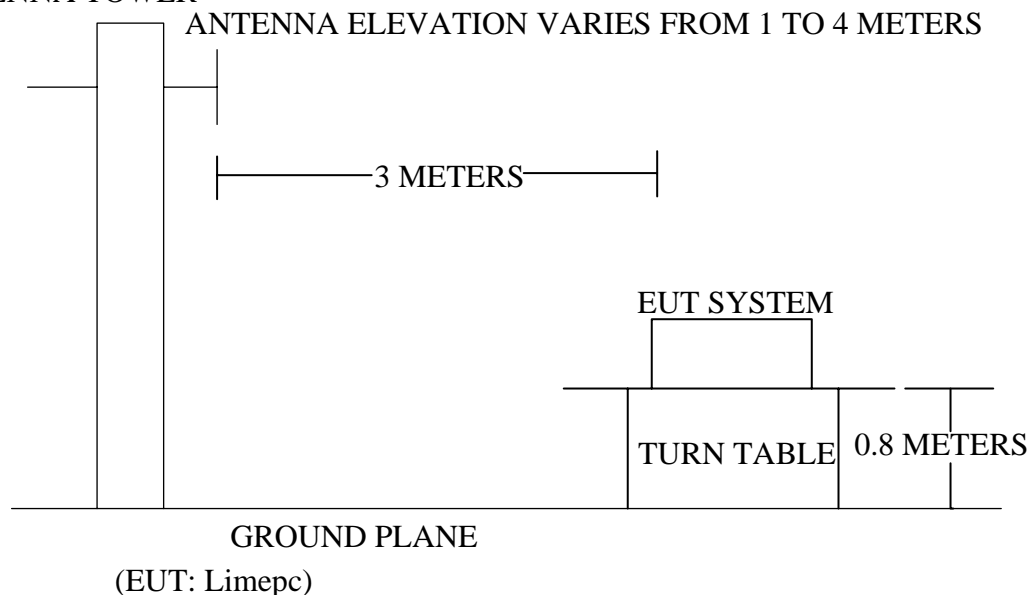 ANTENNA ELEVATION VARIES FROM 1 TO 4 METERS
3 METERS
EUT SYSTEM
TURN TABLE
0.8 METERS
GROUND PLANE
(EUT: Limepc)